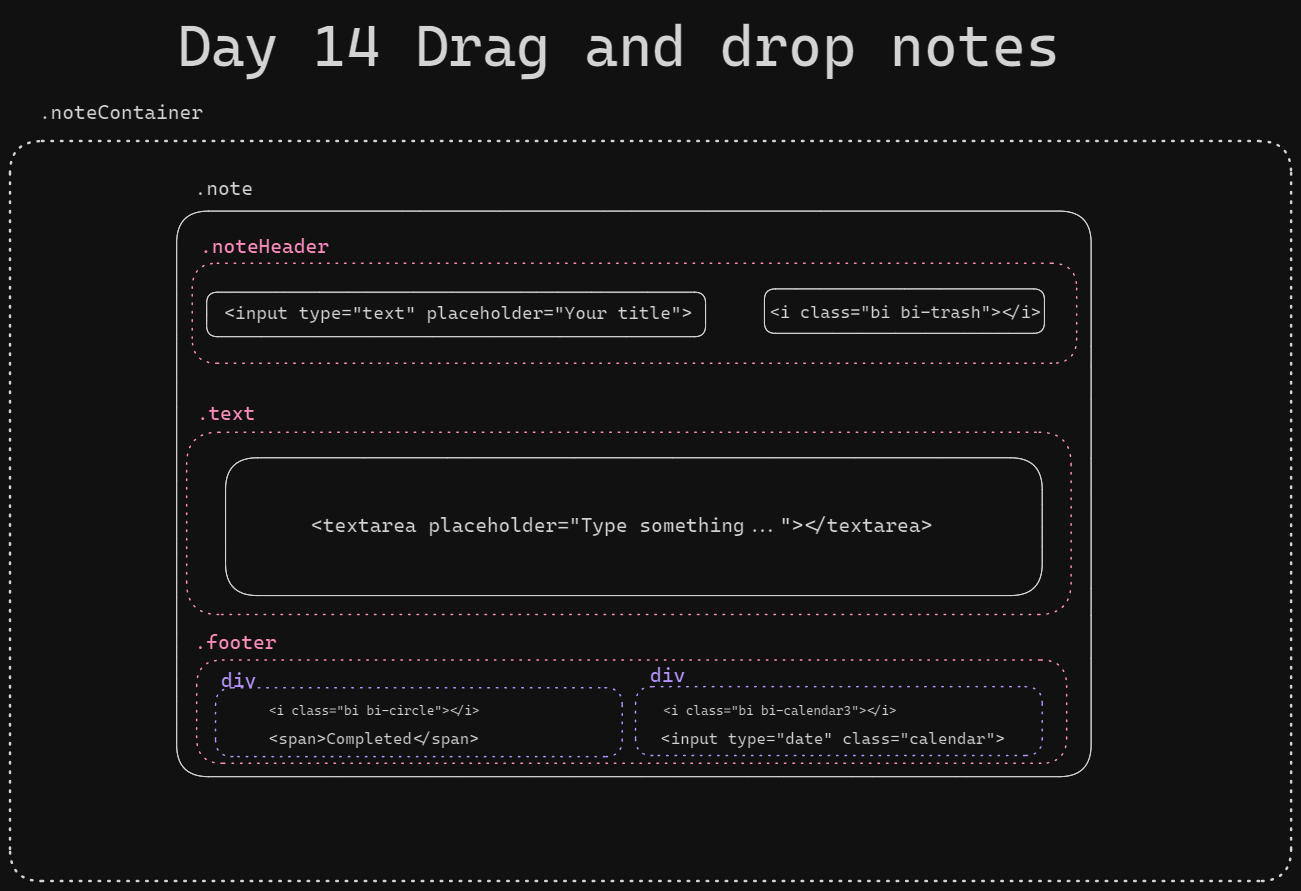 Day 14 Drag and drop notes
.noteContainer
.note
.noteHeader
<input type="text" placeholder="Your title">
<i class="bi bi-trash"></i>
.text
<textarea placeholder="Type something..."></textarea>
.footer
div
div
<i class="bi bi-circle"></i>
<i class="bi bi-calendar3"></i>
<span>Completed</span>
<input type="date" class="calendar">